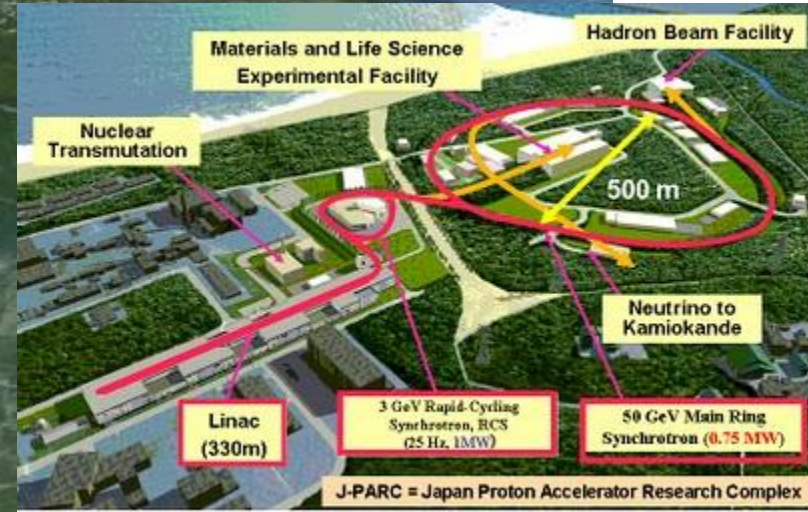 Hadron Beam Facility
Materials and Life Science
Experimental Facility
Nuclear
Transmutation
500 m
Neutrino to
Kamiokande
Linac
(330m)
3 GeV Rapid-Cycling
Synchrotron, RCS
(25 Hz, 1MW)
50 GeV Main Ring
Synchrotron (0.75 MW)
J-PARC = Japan Proton Accelerator Research Complex